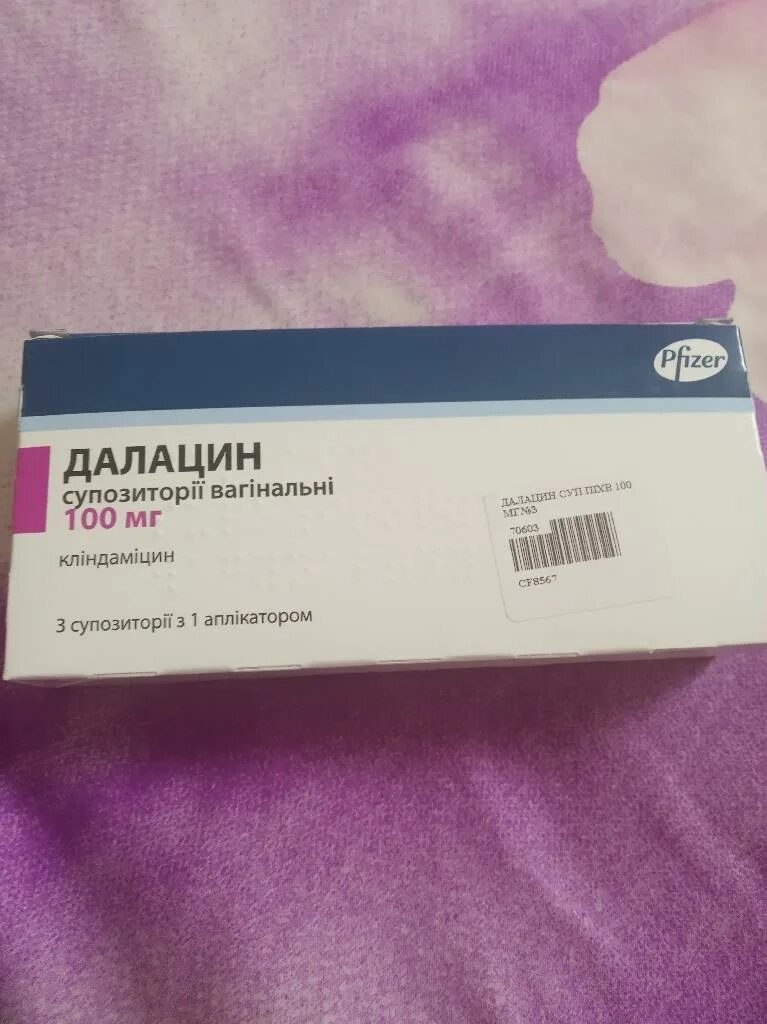 Pfizer
ДАЛАЦИН
супозиторії вагінальні
100 мг
кліндаміцин
3 супозиторії з 1 аплікатором
ДАЛАЦИН СУП ПІХВ 100
МГ№3
70603
CF8567